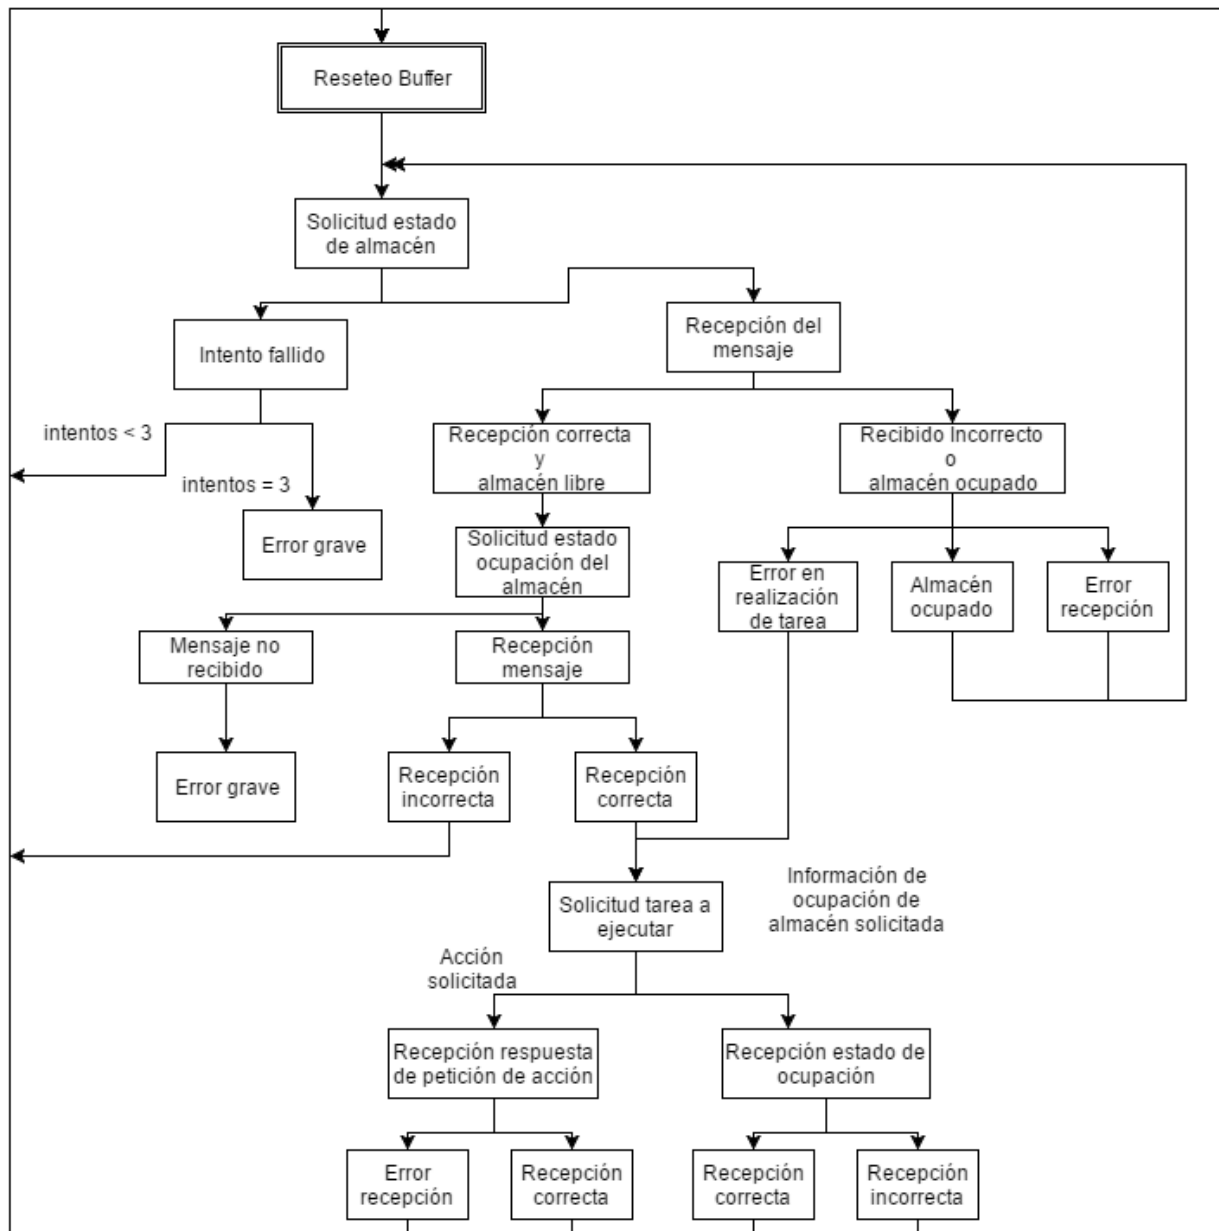 Reseteo Buffer
Solicitud estado
de almacén
Intento fallido
Recepción del
mensaje
intentos < 3
intentos = 3
Error grave
Recepción correcta
y
almacén libre
Recibido Incorrecto
o
almacén ocupado
Solicitud estado
ocupación del
almacén
Error en
realización
de tarea
Almacén
ocupado
Error
recepción
Mensaje no
recibido
Recepción
mensaje
Error grave
Recepción
incorrecta
Recepción
correcta
Solicitud tarea a
ejecutar
Información de
ocupación de
almacén solicitada
Acción
solicitada
Recepción respuesta
de petición de acción
Recepción estado de
ocupación
Error
recepción
Recepción
correcta
Recepción
correcta
Recepción
incorrecta